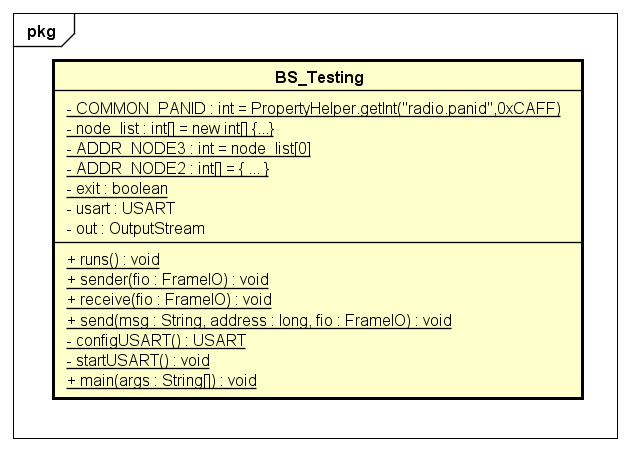 pkg
BS_Testing
- COMMON_PANID : int = PropertyHelper.getInt("radio.panid",0xCAFF)
- node_list : int[] = new int[] {...}
- ADDR_NODE3 : int = node_list[0]
- ADDR_NODE2 : int[] = { ... }
- exit : boolean
- usart : USART
- out : OutputStream
+ runs() : void
+ sender(fio : FrameIO) : void
+ receive(fio : FrameIO) : void
+ send(msg : String, address : long, fio : FrameIO) : void
- configUSART() : USART
- startUSART() : void
+ main(args : String[]) : void